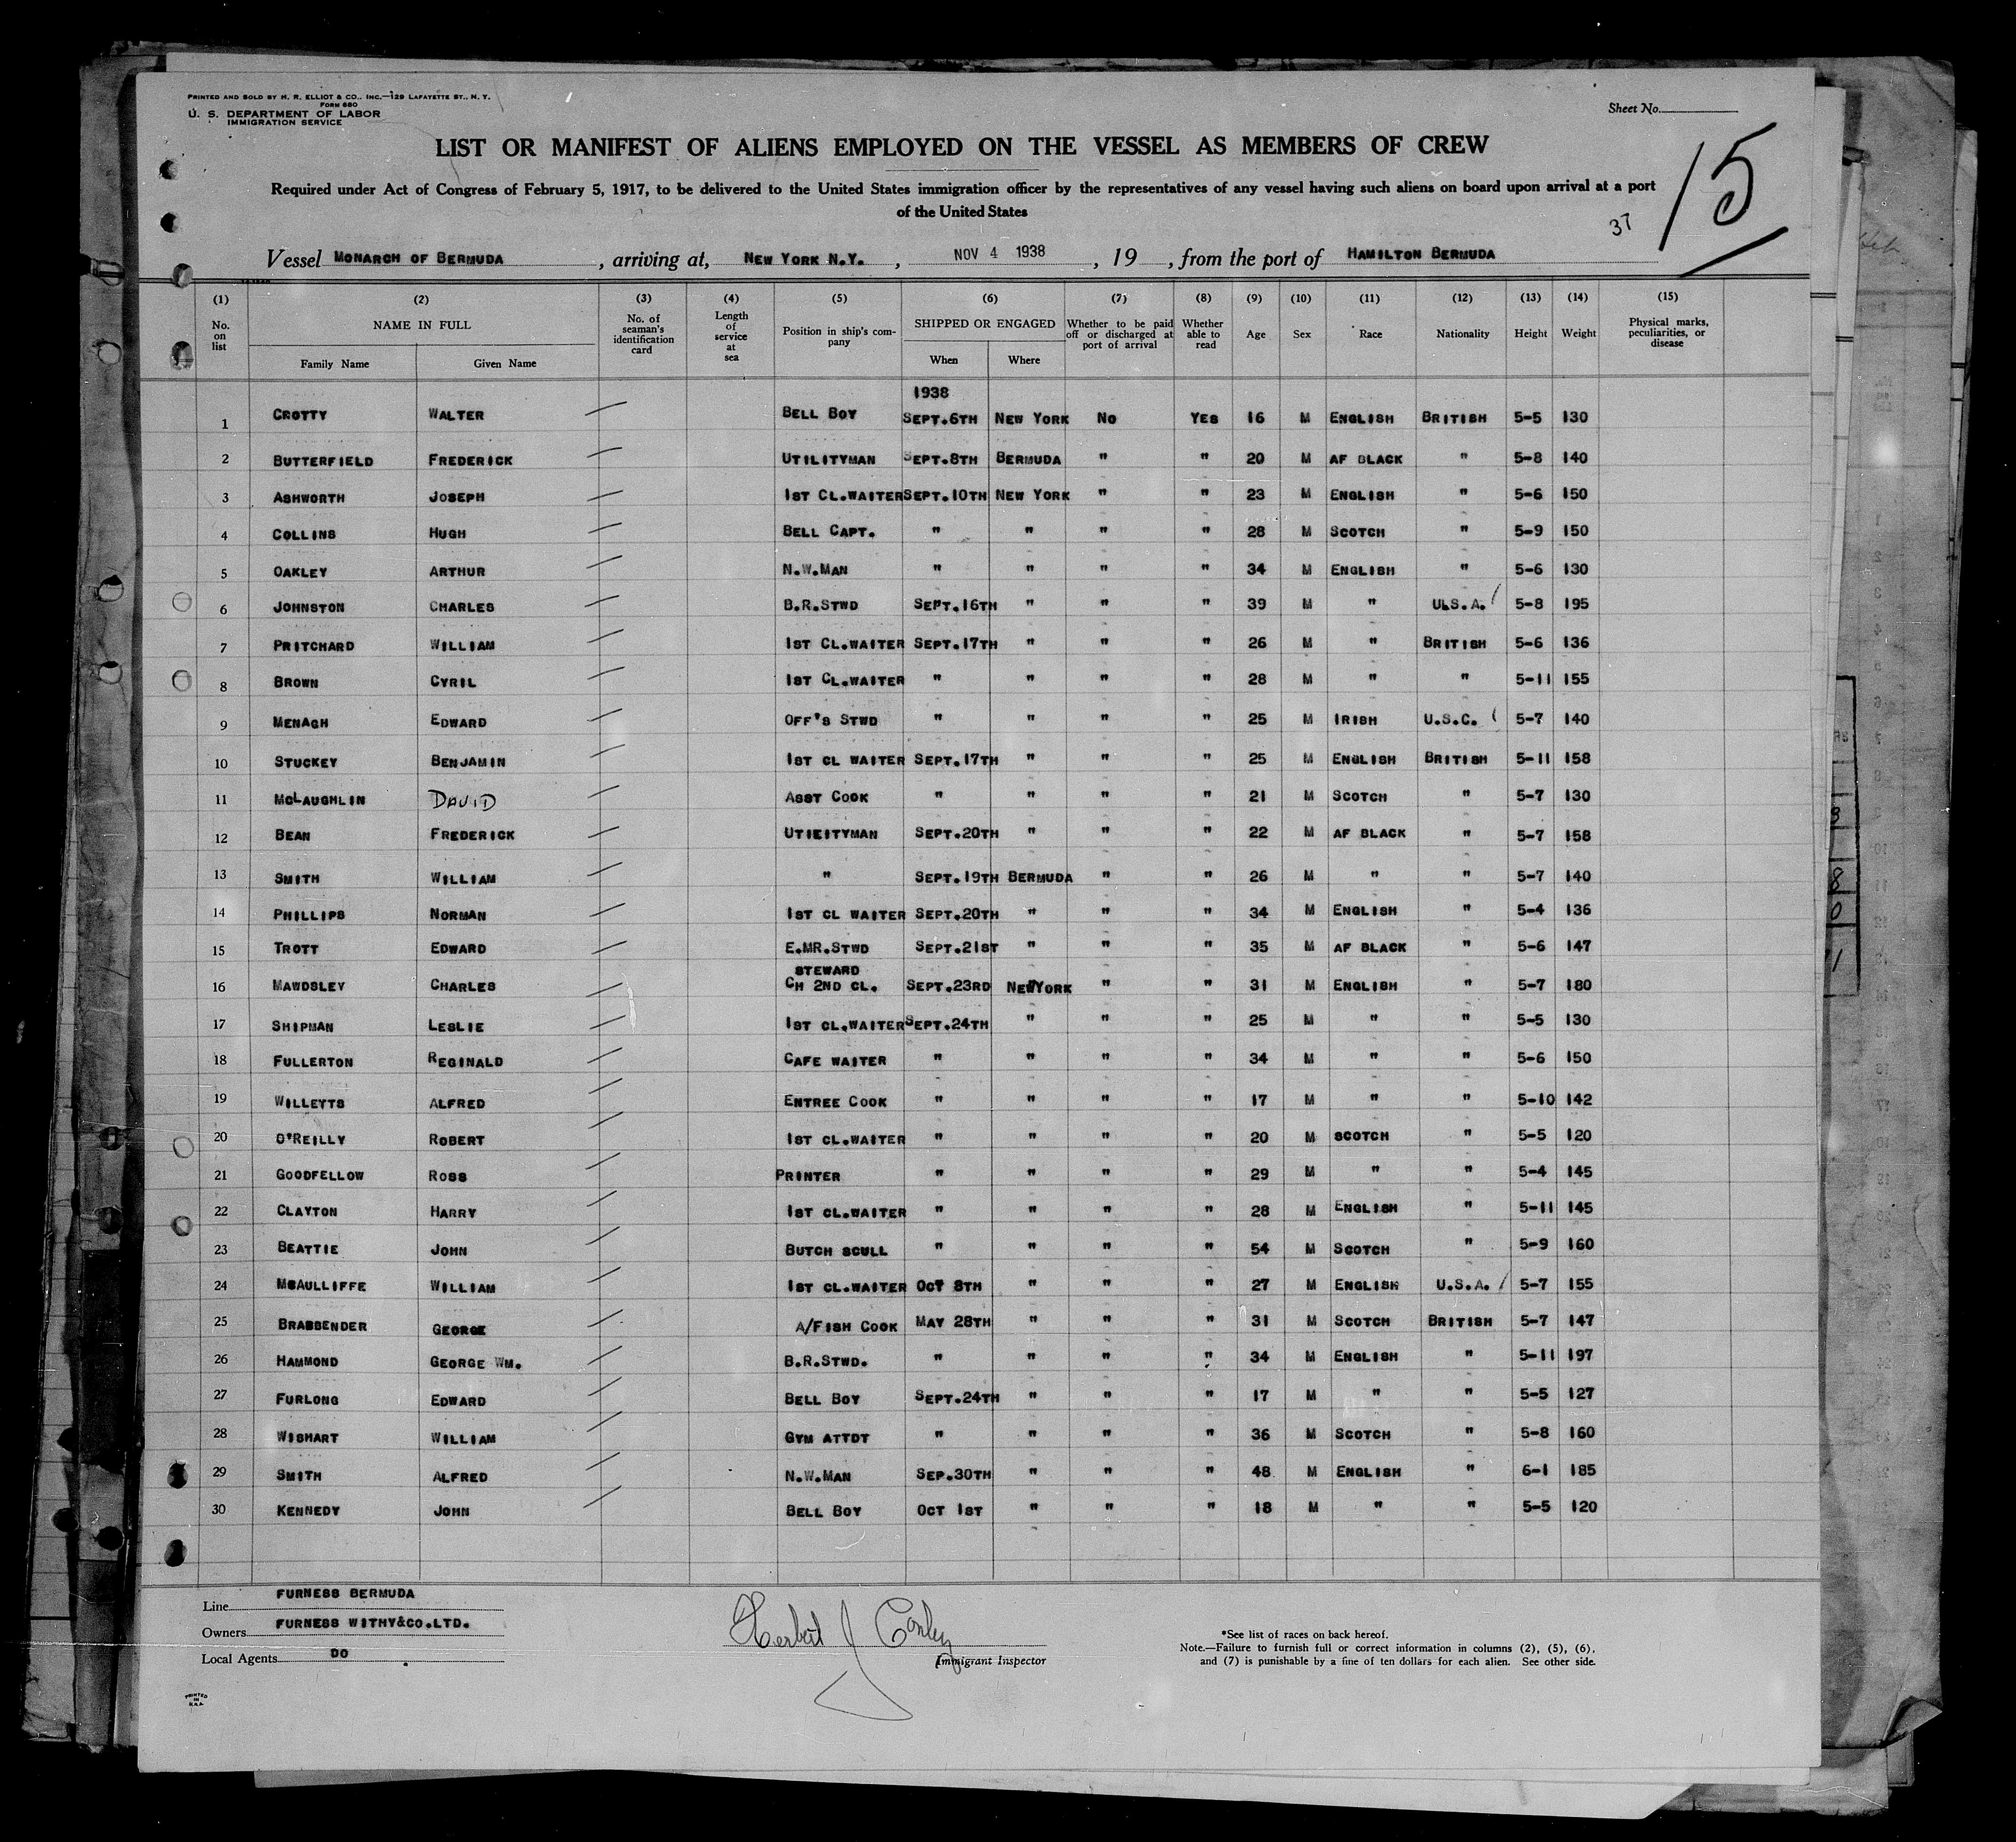 PRINTED AND SOLD BY H. R. ELLIOT & CO., INC.—129 LAFAYETTE ST., N. Y.
FORM 680
U. S. DEPARTMENT OF LABOR
IMMIGRATION SERVICE
Sheet No.
LIST OR MANIFEST OF ALIENS EMPLOYED ON THE VESSEL AS MEMBERS OF CREW
15
Required under Act of Congress of February 5, 1917, to be delivered to the United States immigration officer by the representatives of any vessel having such aliens on board upon arrival at a port
of the United States
37
Vessel MONARCH OF BERMUDA, arriving at, NEW YORK N.Y., NOV 4 1938, 19 , from the port of HAMILTON BERMUDA
(1) (2) (3) (4) (5) (6) (7) (8) (9) (10) (11) (12) (13) (14) (15)
No. on list NAME IN FULL Family Name Given Name No. of seaman's identification card Length of service at sea Position in ship's company SHIPPED OR ENGAGED When Where Whether to be paid off or discharged at port of arrival Whether able to read Age Sex Race Nationality Height Weight Physical marks, peculiarities, or disease
1938
1 CROTTY WALTER BELL BOY SEPT.6TH NEW YORK NO YES 16 M ENGLISH BRITISH 5-5 130
2 BUTTERFIELD FREDERICK UTILITYMAN SEPT.8TH BERMUDA " " 20 M AF BLACK " 5-8 140
3 ASHWORTH JOSEPH 1ST CL.WAITER SEPT.10TH NEW YORK " " 23 M ENGLISH " 5-6 150
4 COLLINS HUGH BELL CAPT. " " " " 28 M SCOTCH " 5-9 150
5 OAKLEY ARTHUR N.W.MAN " " " " 34 M ENGLISH " 5-6 130
6 JOHNSTON CHARLES B.R.STWD SEPT.16TH " " " 39 M " U.S.A. 5-8 195
7 PRITCHARD WILLIAM 1ST CL.WAITER SEPT.17TH " " " 26 M " BRITISH 5-6 136
8 BROWN CYRIL 1ST CL.WAITER " " " " 28 M " " 5-11 155
9 MENAGH EDWARD OFF'S STWD " " " " 25 M IRISH U.S.C. 5-7 140
10 STUCKEY BENJAMIN 1ST CL WAITER SEPT.17TH " " " 25 M ENGLISH BRITISH 5-11 158
11 MCLAUGHLIN DAVID ASST COOK " " " " 21 M SCOTCH " 5-7 130
12 BEAN FREDERICK UTIEITYMAN SEPT.20TH " " " 22 M AF BLACK " 5-7 158
13 SMITH WILLIAM " SEPT.19TH BERMUDA " " 26 M " " 5-7 140
14 PHILLIPS NORMAN 1ST CL WAITER SEPT.20TH " " " 34 M ENGLISH " 5-4 136
15 TROTT EDWARD E.MR.STWD SEPT.21ST " " " 35 M AF BLACK " 5-6 147
STEWARD
16 MAWDSLEY CHARLES CH 2ND CL. SEPT.23RD NEWYORK " " 31 M ENGLISH " 5-7 180
17 SHIPMAN LESLIE 1ST CL.WAITER SEPT.24TH " " " 25 M " " 5-5 130
18 FULLERTON REGINALD CAFE WAITER " " " " 34 M " " 5-6 150
19 WILLETTS ALFRED ENTREE COOK " " " " 17 M " " 5-10 142
20 O'REILLY ROBERT 1ST CL.WAITER " " " " 20 M SCOTCH " 5-5 120
21 GOODFELLOW ROSS PRINTER " " " " 29 M " " 5-4 145
22 CLAYTON HARRY 1ST CL.WAITER " " " " 28 M ENGLISH " 5-11 145
23 BEATTIE JOHN BUTCH SCULL " " " " 54 M SCOTCH " 5-9 160
24 MCAULLIFFE WILLIAM 1ST CL.WAITER OCT 8TH " " " 27 M ENGLISH U.S.A. 5-7 155
25 BRABBENDER GEORGE A/FISH COOK MAY 28TH " " " 31 M SCOTCH BRITISH 5-7 147
26 HAMMOND GEORGE WM. B.R.STWD. " " " " 34 M ENGLISH " 5-11 197
27 FURLONG EDWARD BELL BOY SEPT.24TH " " " 17 M " " 5-5 127
28 WISHART WILLIAM GYM ATTDT " " " " 36 M SCOTCH " 5-8 160
29 SMITH ALFRED N.W.MAN SEP.30TH " " " 48 M ENGLISH " 6-1 185
30 KENNEDY JOHN BELL BOY OCT 1ST " " " 18 M " " 5-5 120
Line FURNESS BERMUDA
Owners FURNESS WITHY&CO.LTD.
Local Agents DO
Herbert J Conley
Immigrant Inspector
*See list of races on back hereof.
Note.—Failure to furnish full or correct information in columns (2), (5), (6),
and (7) is punishable by a fine of ten dollars for each alien. See other side.
PRINTED
IN
U.S.A.